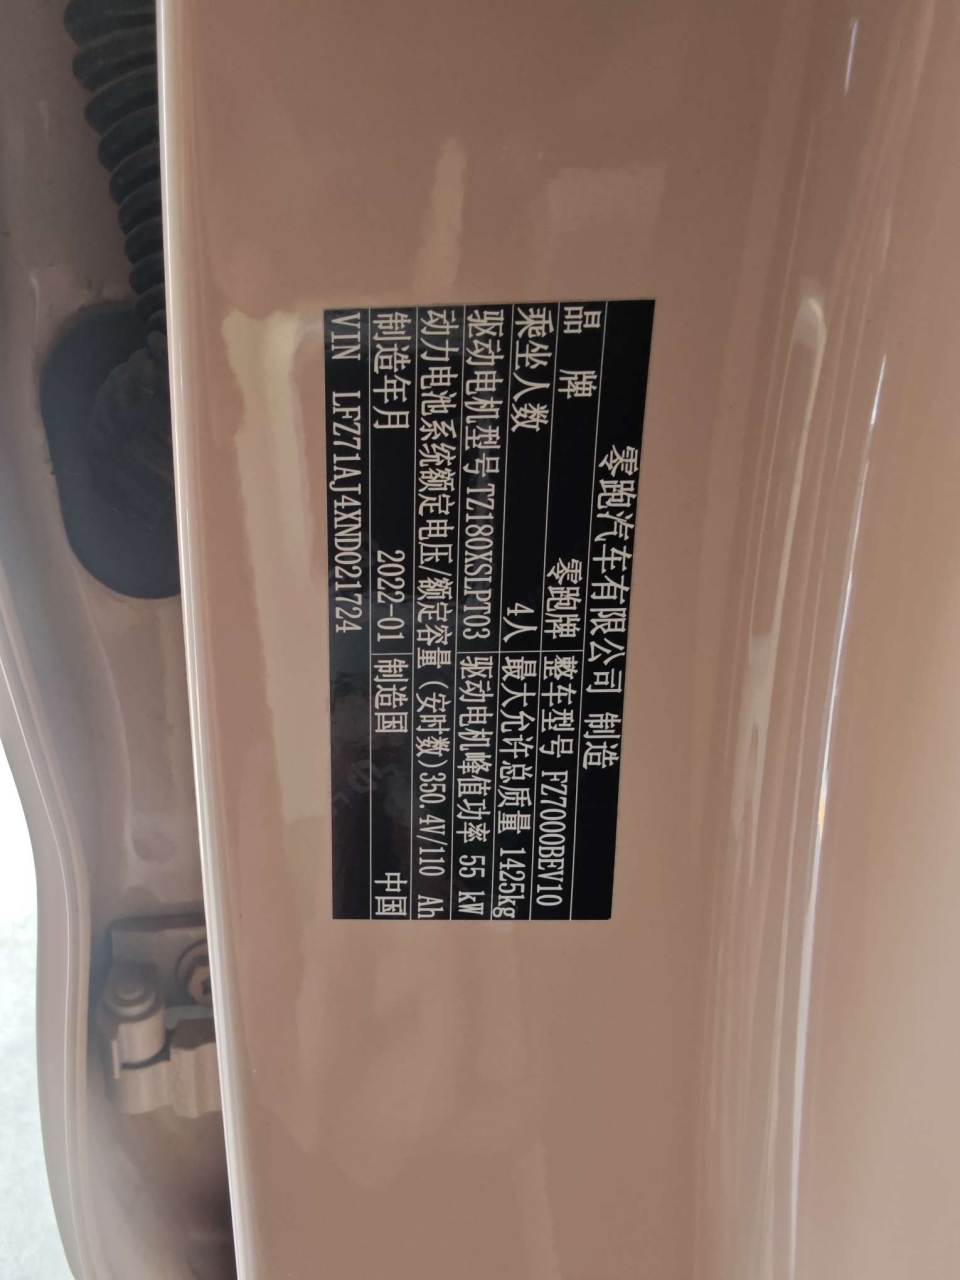 零跑汽车有限公司 制造
品 牌 零跑牌 整车型号 FZ7000BEV10
乘坐人数 4人 最大允许总质量 1425kg
驱动电机型号 TZ180XSLPT03 驱动电机峰值功率 55 kW
动力电池系统额定电压/额定容量(安时数)350.4V/110 Ah
制造年月 2022-01 制造国 中国
VIN LFZ71AJ4XND021724